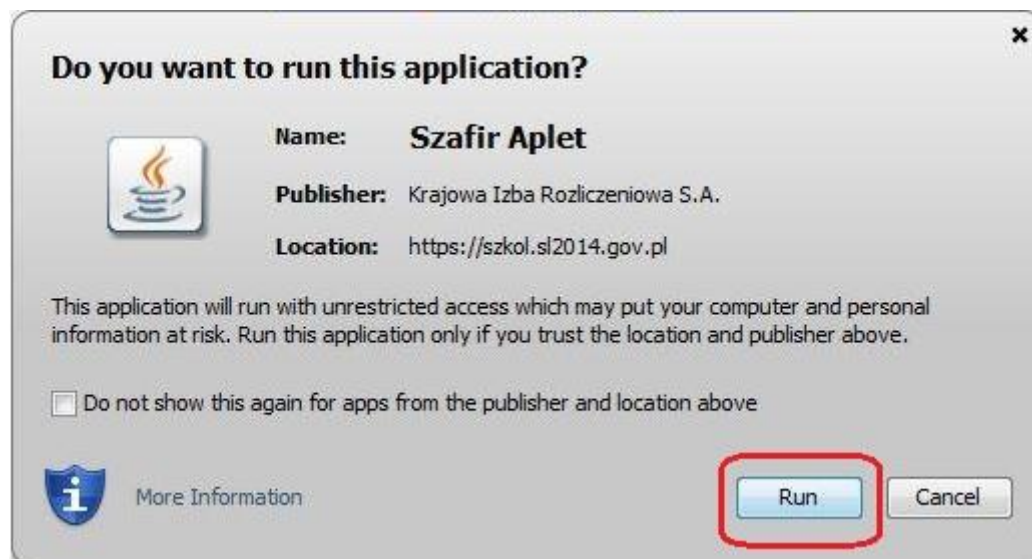 Do you want to run this application?
Name: Szafir Aplet
Publisher: Krajowa Izba Rozliczeniowa S.A.
Location: https://szkol.sl2014.gov.pl
This application will run with unrestricted access which may put your computer and personal
information at risk. Run this application only if you trust the location and publisher above.
Do not show this again for apps from the publisher and location above
More Information
Run
Cancel